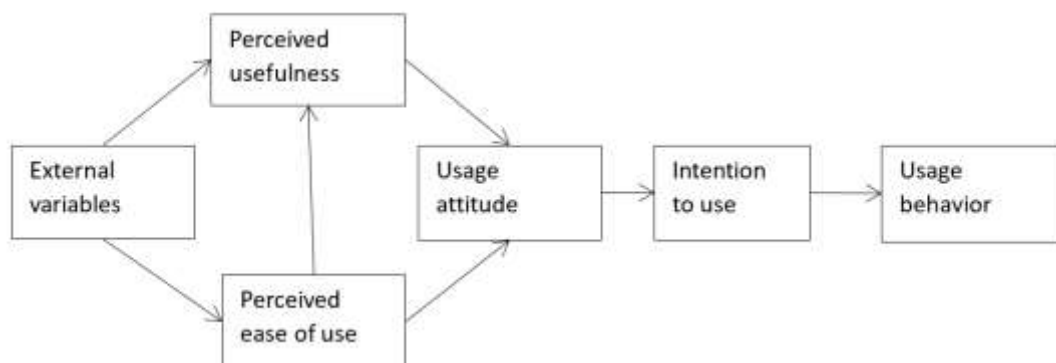 Perceived
usefulness
External
variables
Usage
attitude
Intention
to use
Usage
behavior
Perceived
ease of use